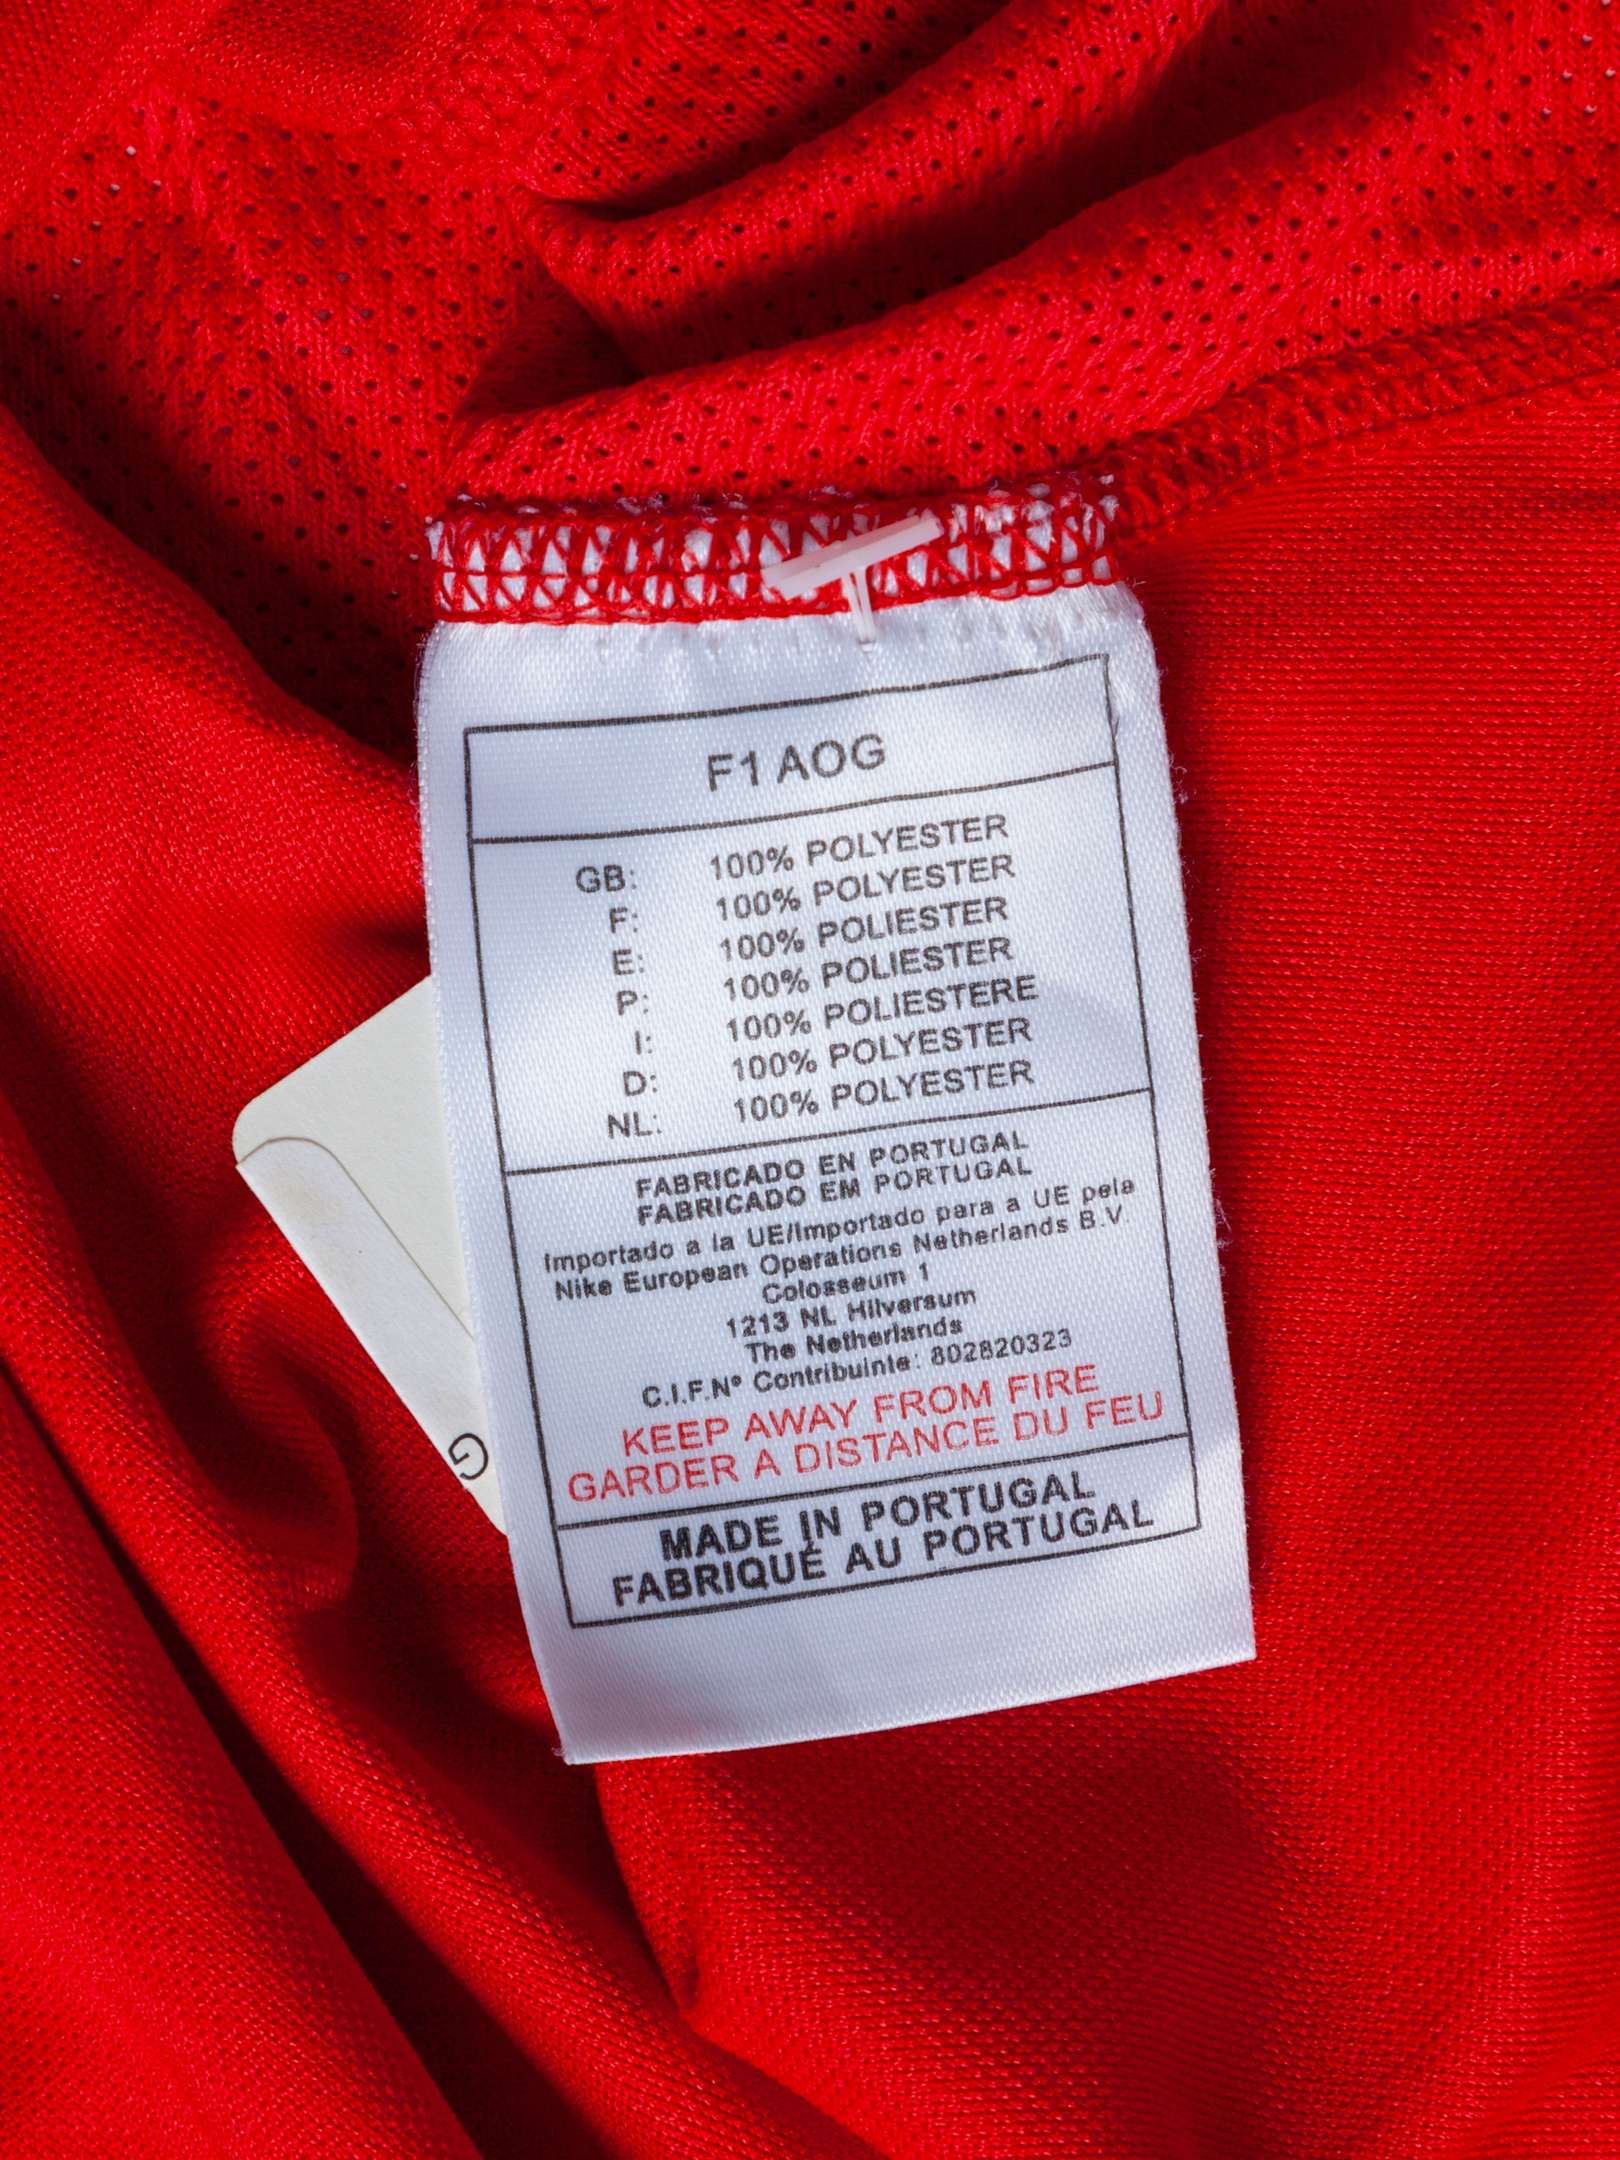 F1 AOG
GB: 100% POLYESTER
F: 100% POLYESTER
E: 100% POLIESTER
P: 100% POLIESTER
I: 100% POLIESTERE
D: 100% POLYESTER
NL: 100% POLYESTER
FABRICADO EN PORTUGAL
FABRICADO EM PORTUGAL
Importado a la UE/Importado para a UE pela
Nike European Operations Netherlands B.V.
Colosseum 1
1213 NL Hilversum
The Netherlands
C.I.F.Nº Contribuinte: 802820323
KEEP AWAY FROM FIRE
GARDER A DISTANCE DU FEU
MADE IN PORTUGAL
FABRIQUÉ AU PORTUGAL
G